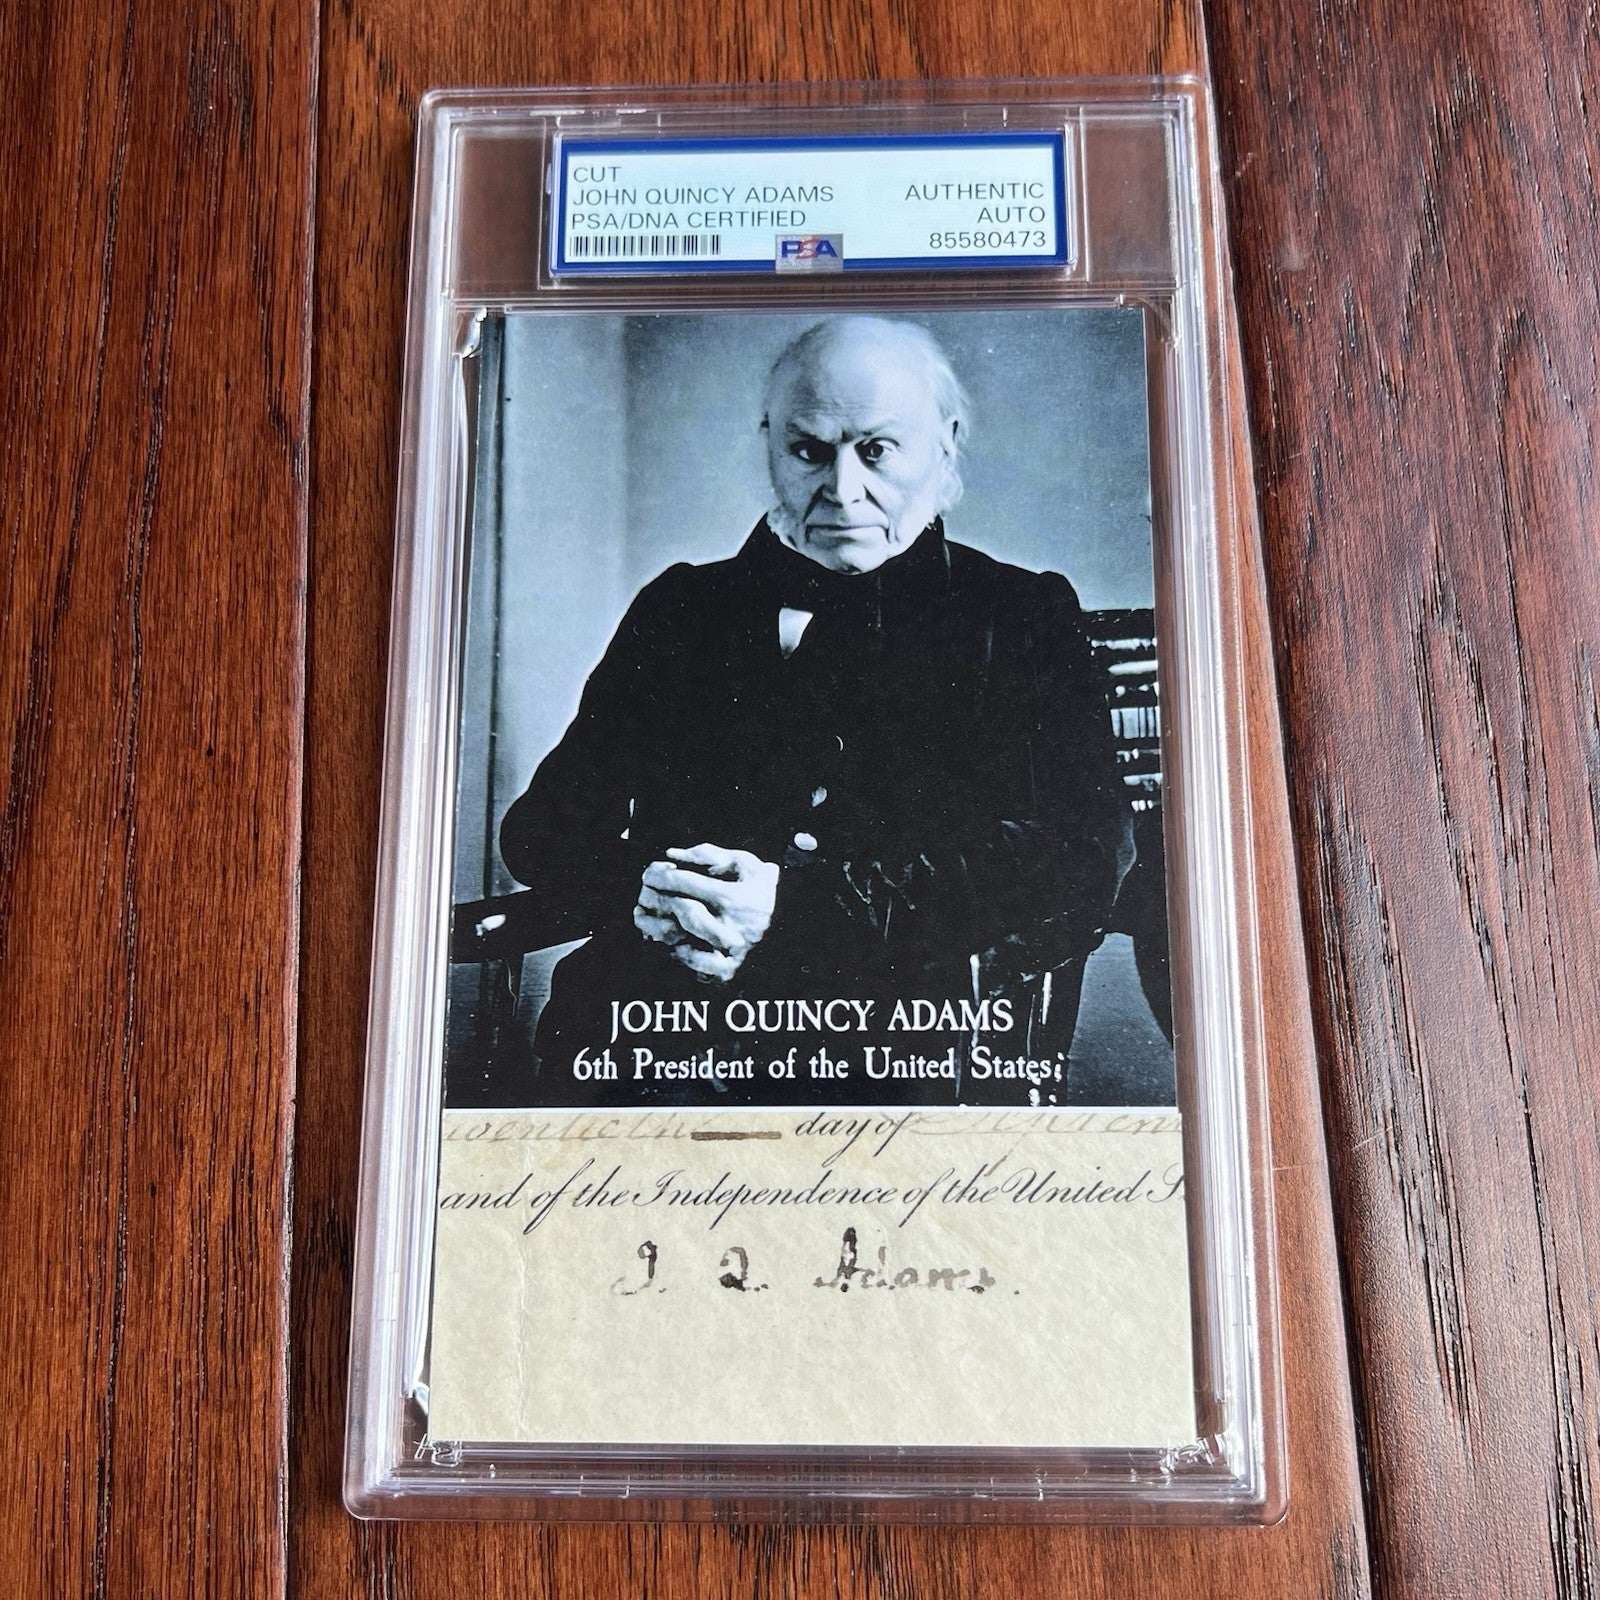 CUT
JOHN QUINCY ADAMS
PSA/DNA CERTIFIED
AUTHENTIC
AUTO
85580473
PSA
JOHN QUINCY ADAMS
6th President of the United States
day of
and of the Independence of the United
J. Q. Adams.